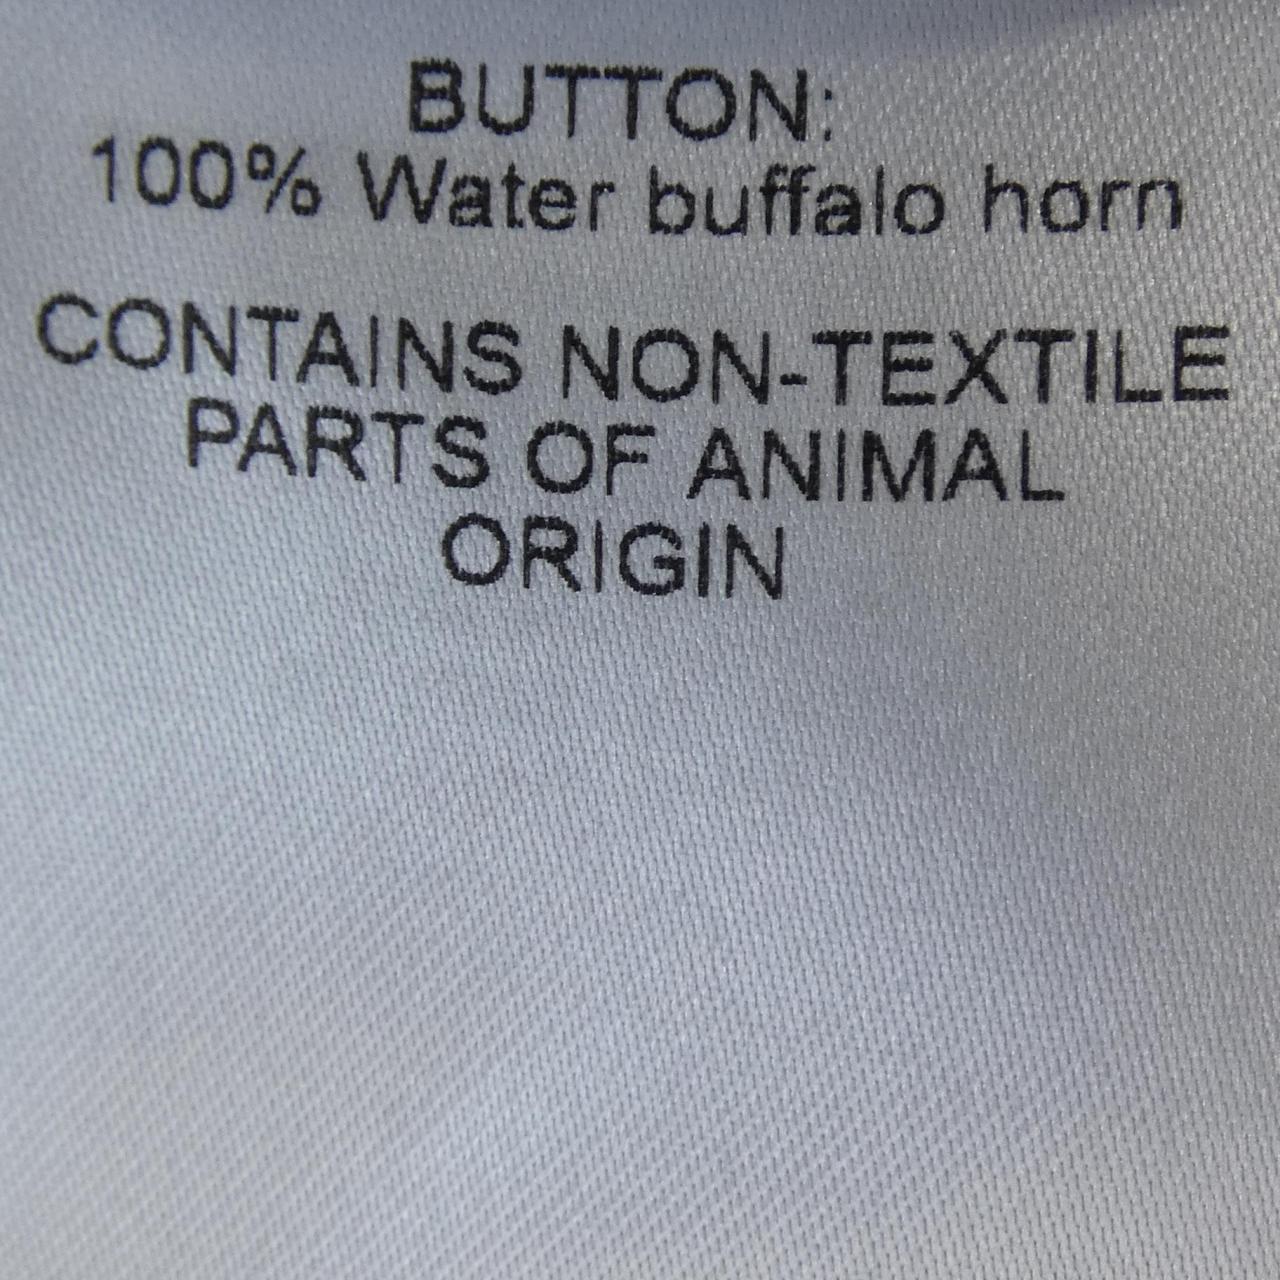 BUTTON:
100% Water buffalo horn
CONTAINS NON-TEXTILE
PARTS OF ANIMAL
ORIGIN